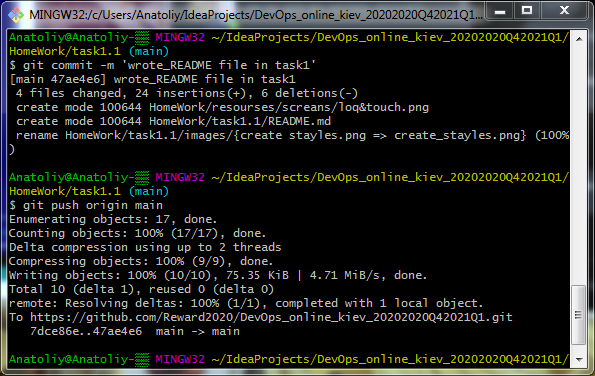 MINGW32:/c/Users/Anatoliy/IdeaProjects/DevOps_online_kiev_20202020Q42021Q1...
Anatoliy@Anatoliy-▒▒ MINGW32 ~/IdeaProjects/DevOps_online_kiev_20202020Q42021Q1/
HomeWork/task1.1 (main)
$ git commit -m 'wrote_README file in task1'
[main 47ae4e6] wrote_README file in task1
 4 files changed, 24 insertions(+), 6 deletions(-)
 create mode 100644 HomeWork/resourses/screans/loq&touch.png
 create mode 100644 HomeWork/task1.1/README.md
 rename HomeWork/task1.1/images/{create stayles.png => create_stayles.png} (100%
)
Anatoliy@Anatoliy-▒▒ MINGW32 ~/IdeaProjects/DevOps_online_kiev_20202020Q42021Q1/
HomeWork/task1.1 (main)
$ git push origin main
Enumerating objects: 17, done.
Counting objects: 100% (17/17), done.
Delta compression using up to 2 threads
Compressing objects: 100% (9/9), done.
Writing objects: 100% (10/10), 75.35 KiB | 4.71 MiB/s, done.
Total 10 (delta 1), reused 0 (delta 0)
remote: Resolving deltas: 100% (1/1), completed with 1 local object.
To https://github.com/Reward2020/DevOps_online_kiev_20202020Q42021Q1.git
   7dce86e..47ae4e6  main -> main
Anatoliy@Anatoliy-▒▒ MINGW32 ~/IdeaProjects/DevOps_online_kiev_20202020Q42021Q1/